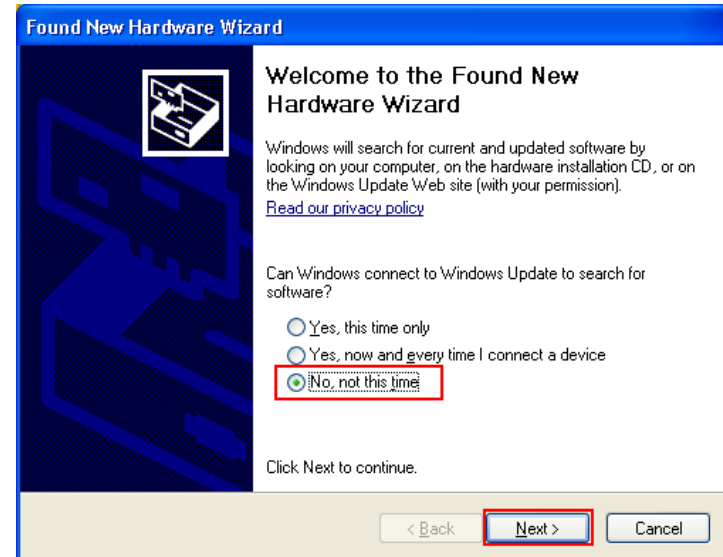 Found New Hardware Wizard
Welcome to the Found New
Hardware Wizard
Windows will search for current and updated software by
looking on your computer, on the hardware installation CD, or on
the Windows Update Web site (with your permission).
Read our privacy policy
Can Windows connect to Windows Update to search for
software?
Yes, this time only
Yes, now and every time I connect a device
No, not this time
Click Next to continue.
< Back
Next >
Cancel